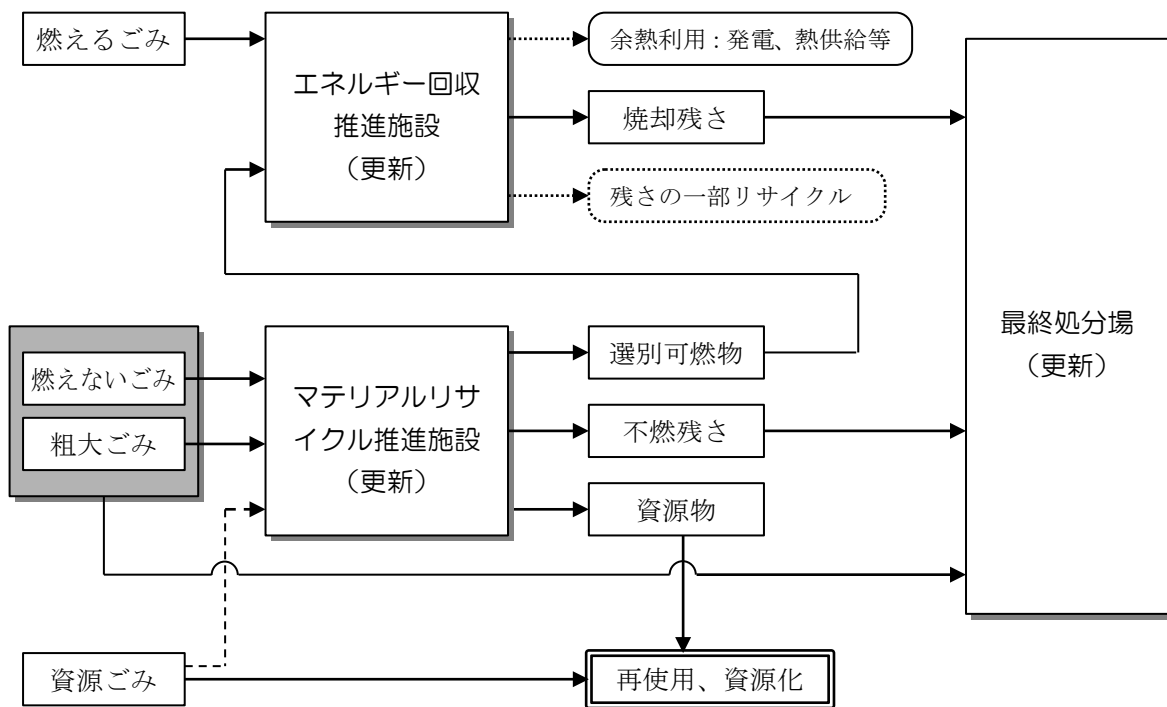 燃えるごみ
エネルギー回収
推進施設
（更新）
余熱利用：発電、熱供給等
焼却残さ
残さの一部リサイクル
燃えないごみ
粗大ごみ
マテリアルリサ
イクル推進施設
（更新）
選別可燃物
不燃残さ
資源物
最終処分場
（更新）
資源ごみ
再使用、資源化